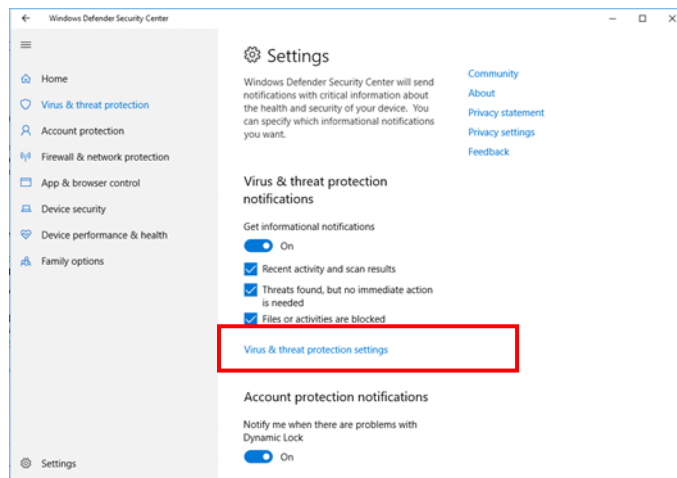 Windows Defender Security Center
Home
Virus & threat protection
Account protection
Firewall & network protection
App & browser control
Device security
Device performance & health
Family options
Settings
Settings
Windows Defender Security Center will send
notifications with critical information about
the health and security of your device.  You
can specify which informational notifications
you want.
Virus & threat protection
notifications
Get informational notifications
On
Recent activity and scan results
Threats found, but no immediate action
is needed
Files or activities are blocked
Virus & threat protection settings
Account protection notifications
Notify me when there are problems with
Dynamic Lock
On
Community
About
Privacy statement
Privacy settings
Feedback